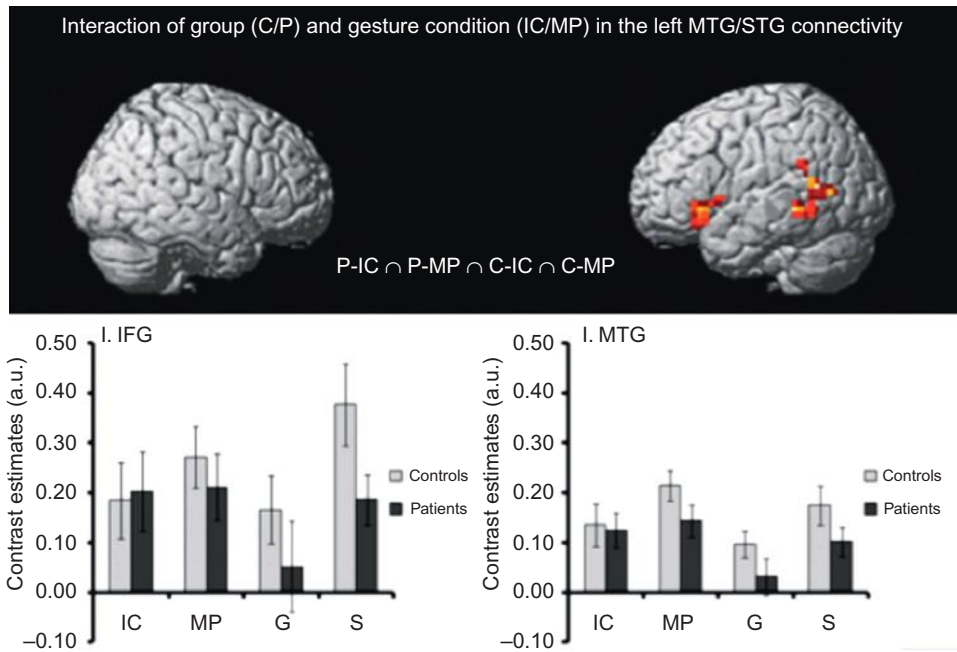 Interaction of group (C/P) and gesture condition (IC/MP) in the left MTG/STG connectivity
P-IC ∩ P-MP ∩ C-IC ∩ C-MP
l. IFG
Contrast estimates (a.u.)
0.50
0.40
0.30
0.20
0.10
0.00
–0.10
IC MP G S
Controls
Patients
l. MTG
Contrast estimates (a.u.)
0.50
0.40
0.30
0.20
0.10
0.00
–0.10
IC MP G S
Controls
Patients